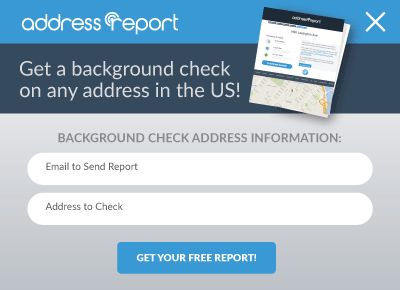 address report
Get a background check
on any address in the US!
addressreport
BACKGROUND CHECK ADDRESS INFORMATION:
Email to Send Report
Address to Check
GET YOUR FREE REPORT!